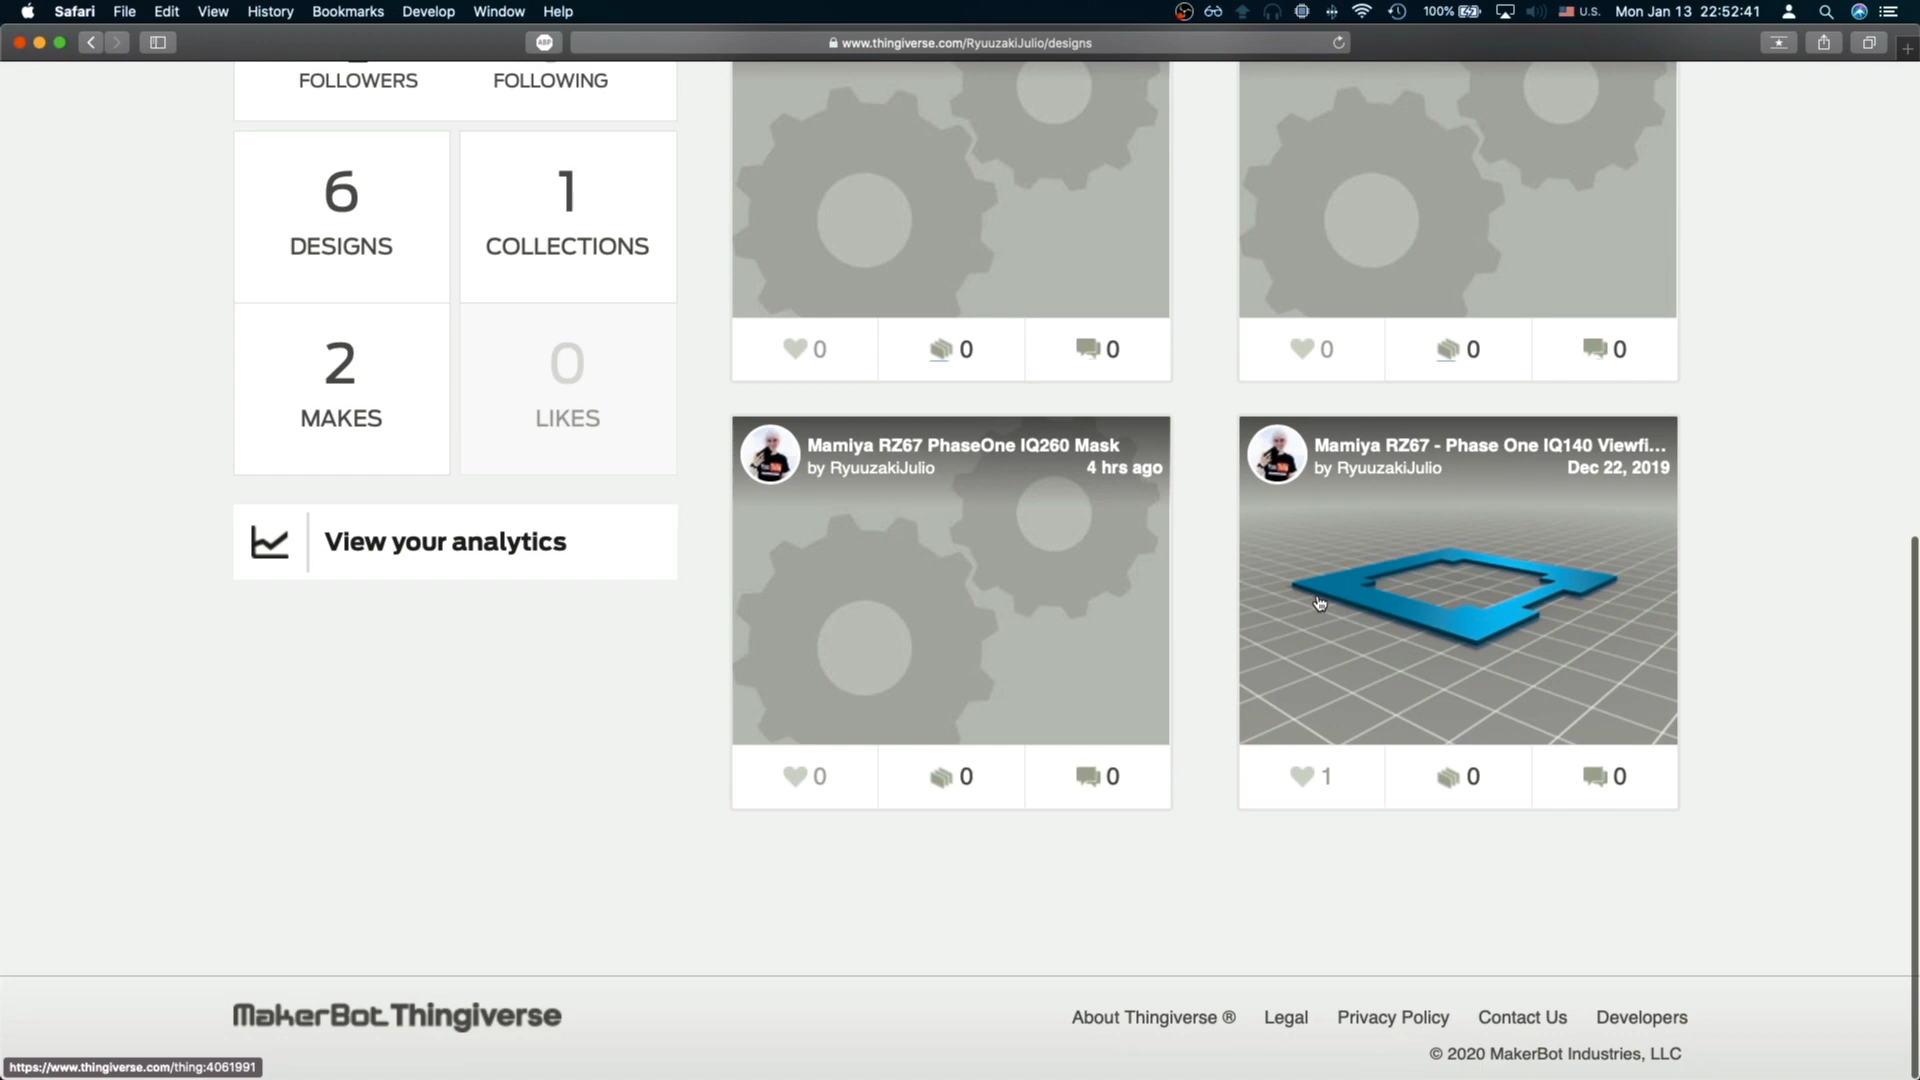 Safari File Edit View History Bookmarks Develop Window Help 100% U.S. Mon Jan 13 22:52:41
ABP www.thingiverse.com/RyuuzakiJulio/designs
FOLLOWERS FOLLOWING
6
DESIGNS
1
COLLECTIONS
2
MAKES
0
LIKES
View your analytics
0 0 0
0 0 0
Mamiya RZ67 PhaseOne IQ260 Mask
by RyuuzakiJulio 4 hrs ago
0 0 0
Mamiya RZ67 - Phase One IQ140 Viewfi...
by RyuuzakiJulio Dec 22, 2019
1 0 0
MakerBot Thingiverse
About Thingiverse ® Legal Privacy Policy Contact Us Developers
© 2020 MakerBot Industries, LLC
https://www.thingiverse.com/thing:4061991